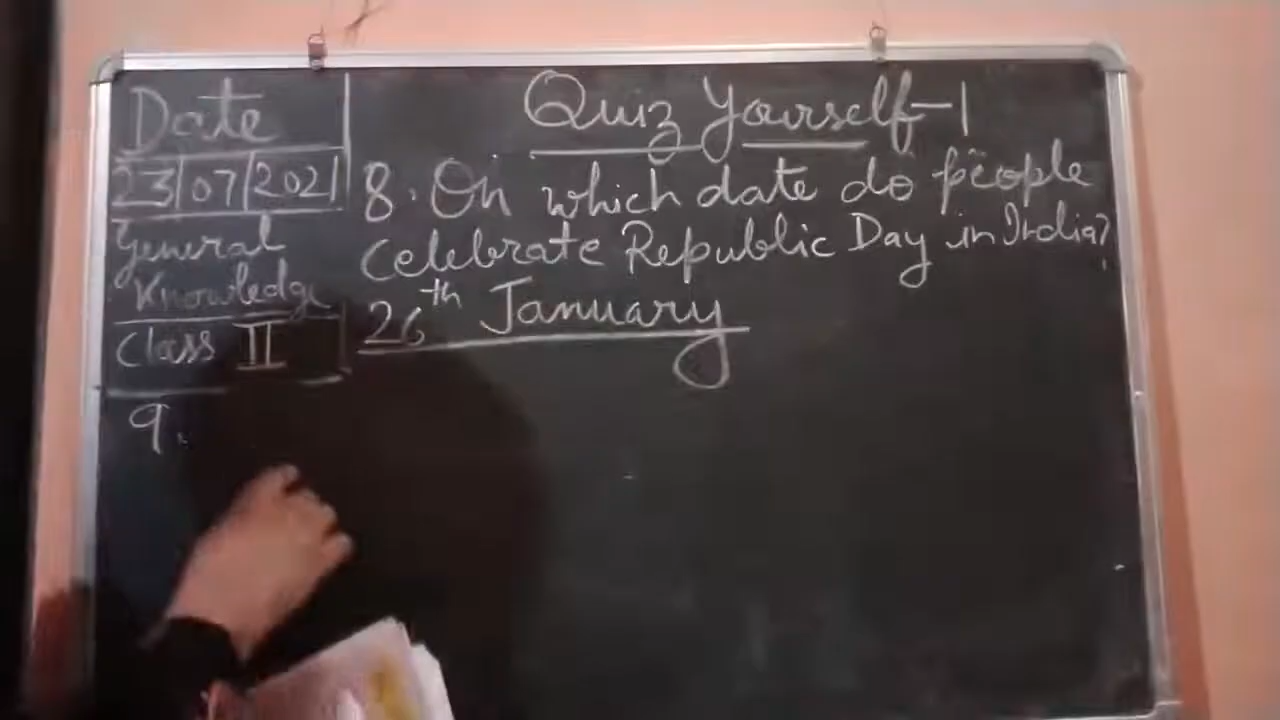 Date
23/07/2021
General
Knowledge
Class II
Quiz Yourself-1
8. On which date do people
celebrate Republic Day in India?
26th January
9.